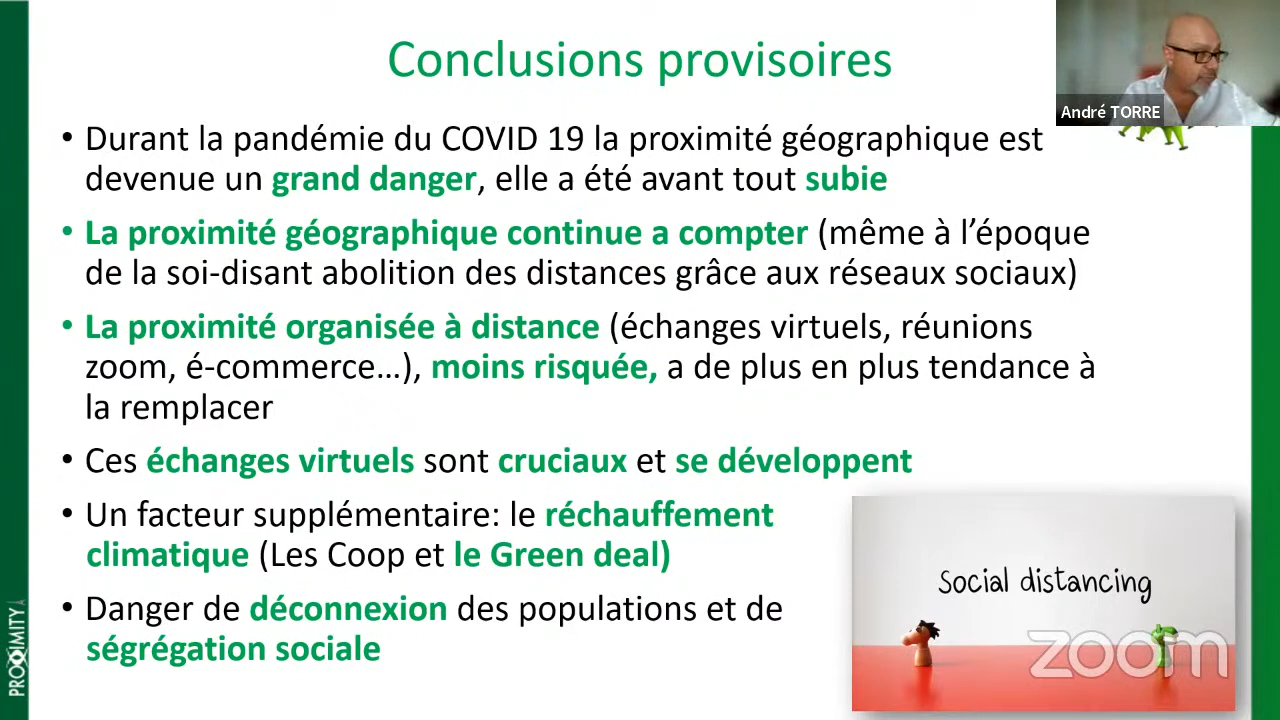 Conclusions provisoires
André TORRE
• Durant la pandémie du COVID 19 la proximité géographique est
devenue un grand danger, elle a été avant tout subie
• La proximité géographique continue a compter (même à l’époque
de la soi-disant abolition des distances grâce aux réseaux sociaux)
• La proximité organisée à distance (échanges virtuels, réunions
zoom, é-commerce…), moins risquée, a de plus en plus tendance à
la remplacer
• Ces échanges virtuels sont cruciaux et se développent
• Un facteur supplémentaire: le réchauffement
climatique (Les Coop et le Green deal)
• Danger de déconnexion des populations et de
ségrégation sociale
Social distancing
zoom
PROXIMITY